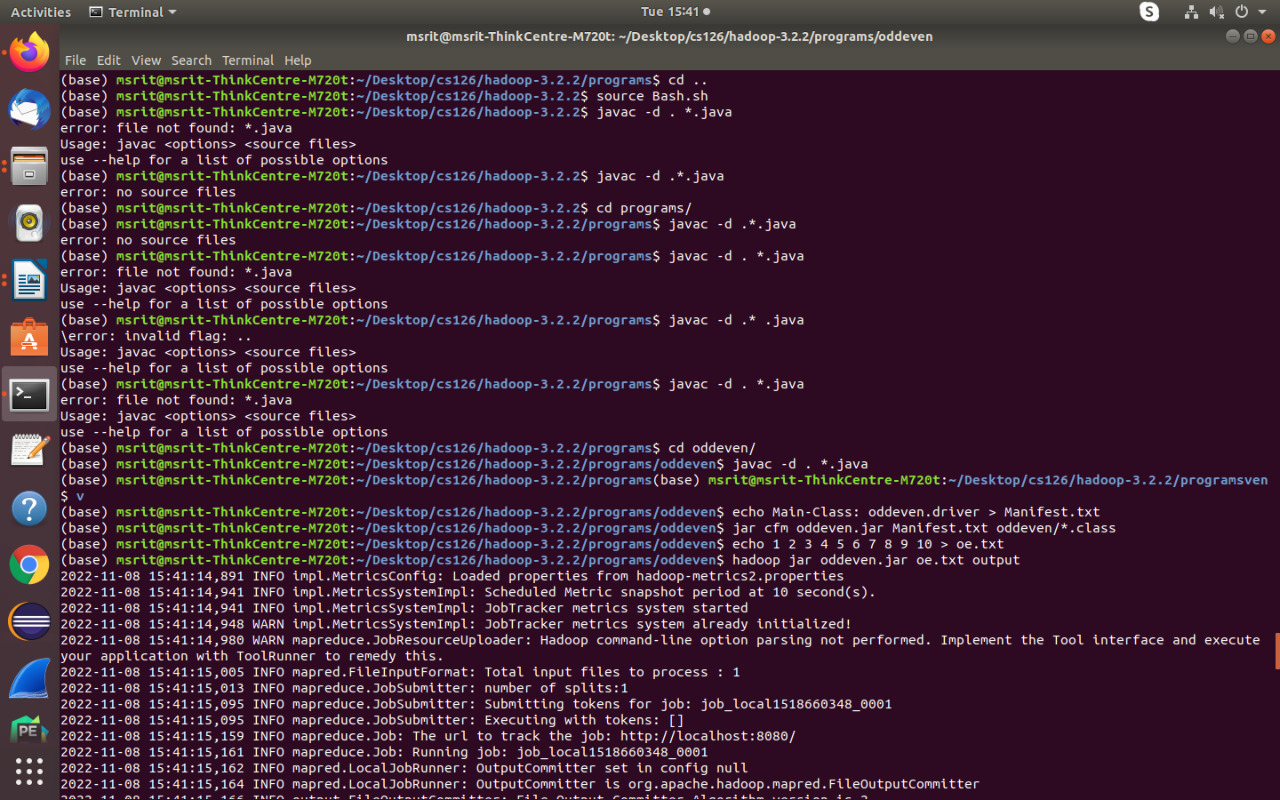 Activities Terminal Tue 15:41 S
msrit@msrit-ThinkCentre-M720t: ~/Desktop/cs126/hadoop-3.2.2/programs/oddeven
File Edit View Search Terminal Help
(base) msrit@msrit-ThinkCentre-M720t:~/Desktop/cs126/hadoop-3.2.2/programs$ cd ..
(base) msrit@msrit-ThinkCentre-M720t:~/Desktop/cs126/hadoop-3.2.2$ source Bash.sh
(base) msrit@msrit-ThinkCentre-M720t:~/Desktop/cs126/hadoop-3.2.2$ javac -d . *.java
error: file not found: *.java
Usage: javac <options> <source files>
use --help for a list of possible options
(base) msrit@msrit-ThinkCentre-M720t:~/Desktop/cs126/hadoop-3.2.2$ javac -d .*.java
error: no source files
(base) msrit@msrit-ThinkCentre-M720t:~/Desktop/cs126/hadoop-3.2.2$ cd programs/
(base) msrit@msrit-ThinkCentre-M720t:~/Desktop/cs126/hadoop-3.2.2/programs$ javac -d .*.java
error: no source files
(base) msrit@msrit-ThinkCentre-M720t:~/Desktop/cs126/hadoop-3.2.2/programs$ javac -d . *.java
error: file not found: *.java
Usage: javac <options> <source files>
use --help for a list of possible options
(base) msrit@msrit-ThinkCentre-M720t:~/Desktop/cs126/hadoop-3.2.2/programs$ javac -d .* .java
\error: invalid flag: ..
Usage: javac <options> <source files>
use --help for a list of possible options
(base) msrit@msrit-ThinkCentre-M720t:~/Desktop/cs126/hadoop-3.2.2/programs$ javac -d . *.java
error: file not found: *.java
Usage: javac <options> <source files>
use --help for a list of possible options
(base) msrit@msrit-ThinkCentre-M720t:~/Desktop/cs126/hadoop-3.2.2/programs$ cd oddeven/
(base) msrit@msrit-ThinkCentre-M720t:~/Desktop/cs126/hadoop-3.2.2/programs/oddeven$ javac -d . *.java
(base) msrit@msrit-ThinkCentre-M720t:~/Desktop/cs126/hadoop-3.2.2/programs(base) msrit@msrit-ThinkCentre-M720t:~/Desktop/cs126/hadoop-3.2.2/programsven
$ v
(base) msrit@msrit-ThinkCentre-M720t:~/Desktop/cs126/hadoop-3.2.2/programs/oddeven$ echo Main-Class: oddeven.driver > Manifest.txt
(base) msrit@msrit-ThinkCentre-M720t:~/Desktop/cs126/hadoop-3.2.2/programs/oddeven$ jar cfm oddeven.jar Manifest.txt oddeven/*.class
(base) msrit@msrit-ThinkCentre-M720t:~/Desktop/cs126/hadoop-3.2.2/programs/oddeven$ echo 1 2 3 4 5 6 7 8 9 10 > oe.txt
(base) msrit@msrit-ThinkCentre-M720t:~/Desktop/cs126/hadoop-3.2.2/programs/oddeven$ hadoop jar oddeven.jar oe.txt output
2022-11-08 15:41:14,891 INFO impl.MetricsConfig: Loaded properties from hadoop-metrics2.properties
2022-11-08 15:41:14,941 INFO impl.MetricsSystemImpl: Scheduled Metric snapshot period at 10 second(s).
2022-11-08 15:41:14,941 INFO impl.MetricsSystemImpl: JobTracker metrics system started
2022-11-08 15:41:14,948 WARN impl.MetricsSystemImpl: JobTracker metrics system already initialized!
2022-11-08 15:41:14,980 WARN mapreduce.JobResourceUploader: Hadoop command-line option parsing not performed. Implement the Tool interface and execute
your application with ToolRunner to remedy this.
2022-11-08 15:41:15,005 INFO mapred.FileInputFormat: Total input files to process : 1
2022-11-08 15:41:15,013 INFO mapreduce.JobSubmitter: number of splits:1
2022-11-08 15:41:15,095 INFO mapreduce.JobSubmitter: Submitting tokens for job: job_local1518660348_0001
2022-11-08 15:41:15,095 INFO mapreduce.JobSubmitter: Executing with tokens: []
2022-11-08 15:41:15,159 INFO mapreduce.Job: The url to track the job: http://localhost:8080/
2022-11-08 15:41:15,161 INFO mapreduce.Job: Running job: job_local1518660348_0001
2022-11-08 15:41:15,162 INFO mapred.LocalJobRunner: OutputCommitter set in config null
2022-11-08 15:41:15,164 INFO mapred.LocalJobRunner: OutputCommitter is org.apache.hadoop.mapred.FileOutputCommitter
2022-11-08 15:41:15,166 INFO output.FileOutputCommitter: File Output Committer Algorithm version is 2
PE